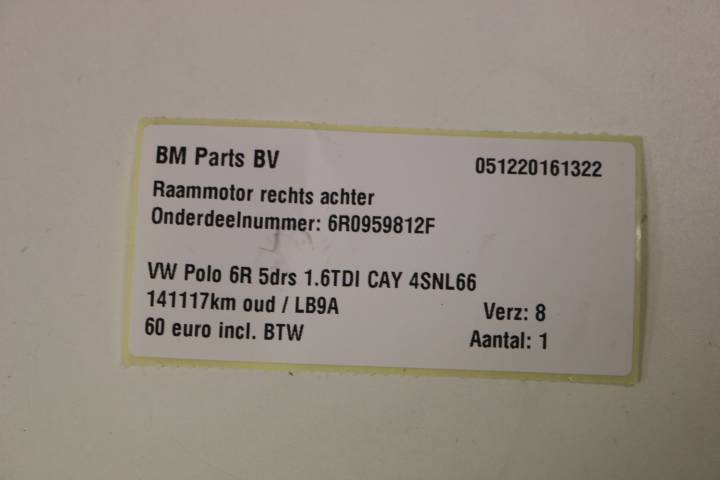 BM Parts BV 051220161322
Raammotor rechts achter
Onderdeelnummer: 6R0959812F
VW Polo 6R 5drs 1.6TDI CAY 4SNL66
141117km oud / LB9A Verz: 8
60 euro incl. BTW Aantal: 1